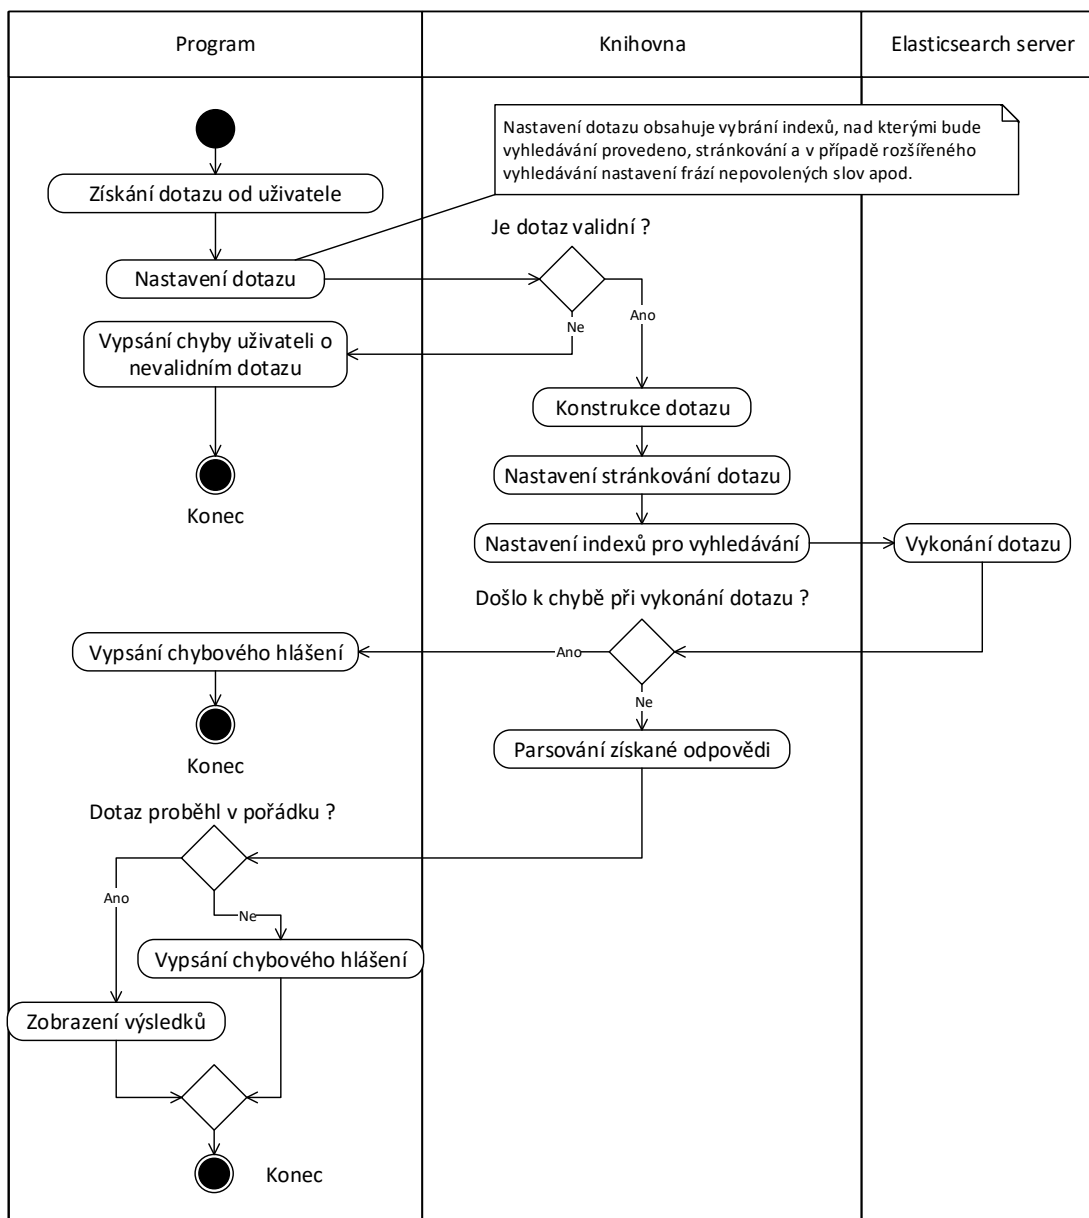 Program
Knihovna
Elasticsearch server
Nastavení dotazu obsahuje vybrání indexů, nad kterými bude
vyhledávání provedeno, stránkování a v případě rozšířeného
vyhledávání nastavení frází nepovolených slov apod.
Získání dotazu od uživatele
Je dotaz validní ?
Nastavení dotazu
Ne
Ano
Vypsání chyby uživateli o
nevalidním dotazu
Konec
Konstrukce dotazu
Nastavení stránkování dotazu
Nastavení indexů pro vyhledávání
Vykonání dotazu
Došlo k chybě při vykonání dotazu ?
Ano
Vypsání chybového hlášení
Konec
Ne
Parsování získané odpovědi
Dotaz proběhl v pořádku ?
Ano
Ne
Vypsání chybového hlášení
Zobrazení výsledků
Konec